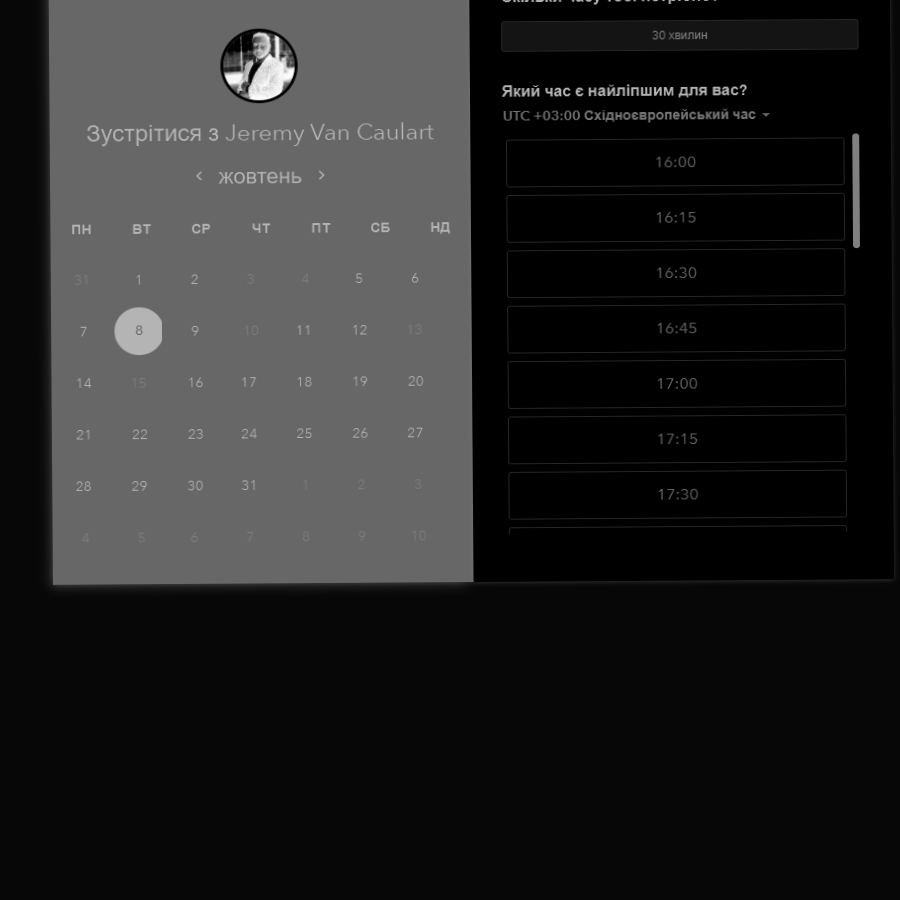 Зустрітися з Jeremy Van Caulart
‹ жовтень ›
ПН ВТ СР ЧТ ПТ СБ НД
31 1 2 3 4 5 6
7 8 9 10 11 12 13
14 15 16 17 18 19 20
21 22 23 24 25 26 27
28 29 30 31 1 2 3
4 5 6 7 8 9 10
30 хвилин
Який час є найліпшим для вас?
UTC +03:00 Східноєвропейський час
16:00
16:15
16:30
16:45
17:00
17:15
17:30